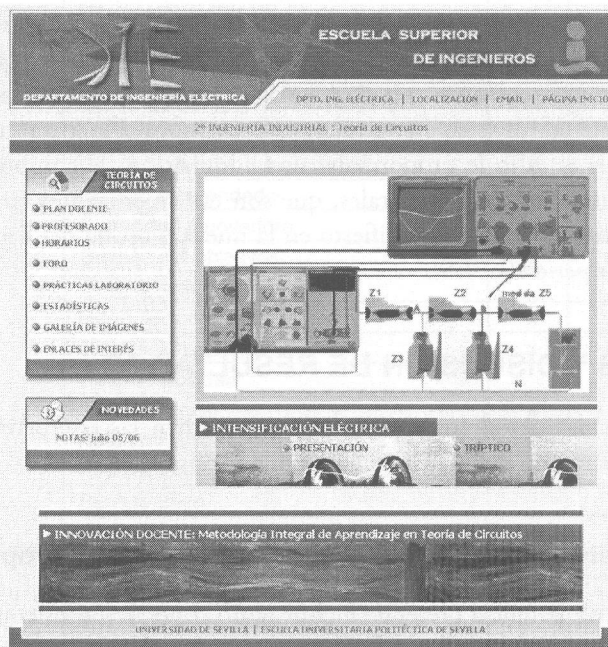 ESCUELA SUPERIOR
DE INGENIEROS
DEPARTAMENTO DE INGENIERÍA ELÉCTRICA
DPTO. ING. ELÉCTRICA | LOCALIZACIÓN | EMAIL | PÁGINA INICIO
2º INGENIERIA INDUSTRIAL : Teoría de Circuitos
TEORÍA DE
CIRCUITOS
PLAN DOCENTE
PROFESORADO
HORARIOS
FORO
PRÁCTICAS LABORATORIO
ESTADÍSTICAS
GALERÍA DE IMÁGENES
ENLACES DE INTERÉS
Z1
A
Z2
Z5
Z3
Z4
N
NOVEDADES
NOTAS: Julio 05/06
INTENSIFICACIÓN ELÉCTRICA
PRESENTACIÓN
TRÍPTICO
INNOVACIÓN DOCENTE: Metodología Integral de Aprendizaje en Teoría de Circuitos
UNIVERSIDAD DE SEVILLA | ESCUELA UNIVERSITARIA POLITÉCTICA DE SEVILLA